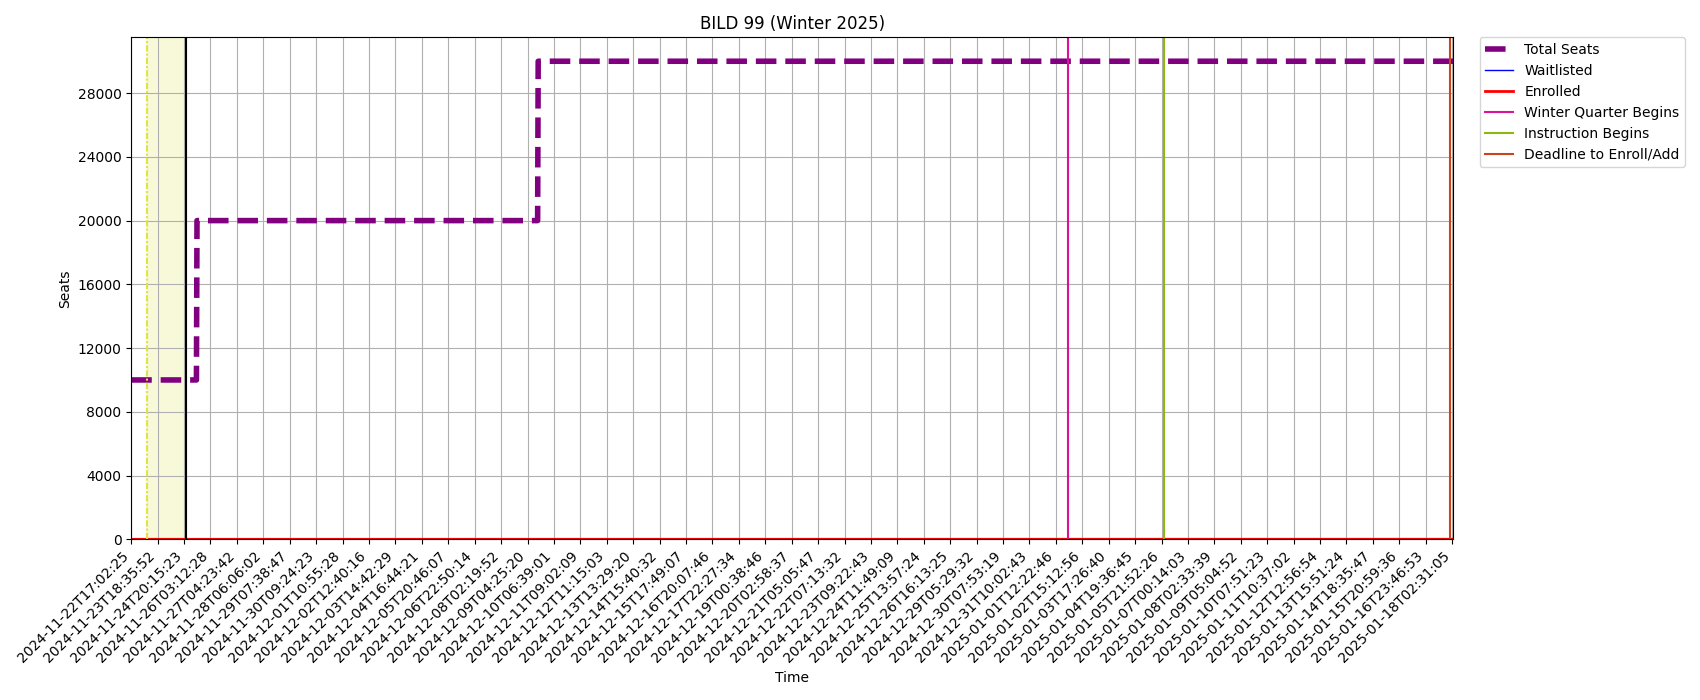 BILD 99 (Winter 2025)
Total Seats
Waitlisted
Enrolled
Winter Quarter Begins
Instruction Begins
Deadline to Enroll/Add
Seats
28000
24000
20000
16000
12000
8000
4000
0
2024-11-22T17:02:25
2024-11-23T18:35:52
2024-11-24T20:15:23
2024-11-26T03:12:28
2024-11-27T04:23:42
2024-11-28T06:06:02
2024-11-29T07:38:47
2024-11-30T09:24:23
2024-12-01T10:55:28
2024-12-02T12:40:16
2024-12-03T14:42:29
2024-12-04T16:44:21
2024-12-05T20:46:07
2024-12-06T22:50:14
2024-12-08T02:19:52
2024-12-09T04:25:20
2024-12-10T06:39:01
2024-12-11T09:02:09
2024-12-12T11:15:03
2024-12-13T13:29:20
2024-12-14T15:40:32
2024-12-15T17:49:07
2024-12-16T20:07:46
2024-12-17T22:27:34
2024-12-19T00:38:46
2024-12-20T02:58:37
2024-12-21T05:05:47
2024-12-22T07:13:32
2024-12-23T09:22:43
2024-12-24T11:49:09
2024-12-25T13:57:24
2024-12-26T16:13:25
2024-12-29T05:29:32
2024-12-30T07:53:19
2024-12-31T10:02:43
2025-01-01T12:22:46
2025-01-02T15:12:56
2025-01-03T17:26:40
2025-01-04T19:36:45
2025-01-05T21:52:26
2025-01-07T00:14:03
2025-01-08T02:33:39
2025-01-09T05:04:52
2025-01-10T07:51:23
2025-01-11T10:37:02
2025-01-12T12:56:54
2025-01-13T15:51:24
2025-01-14T18:35:47
2025-01-15T20:59:36
2025-01-16T23:46:53
2025-01-18T02:31:05
Time